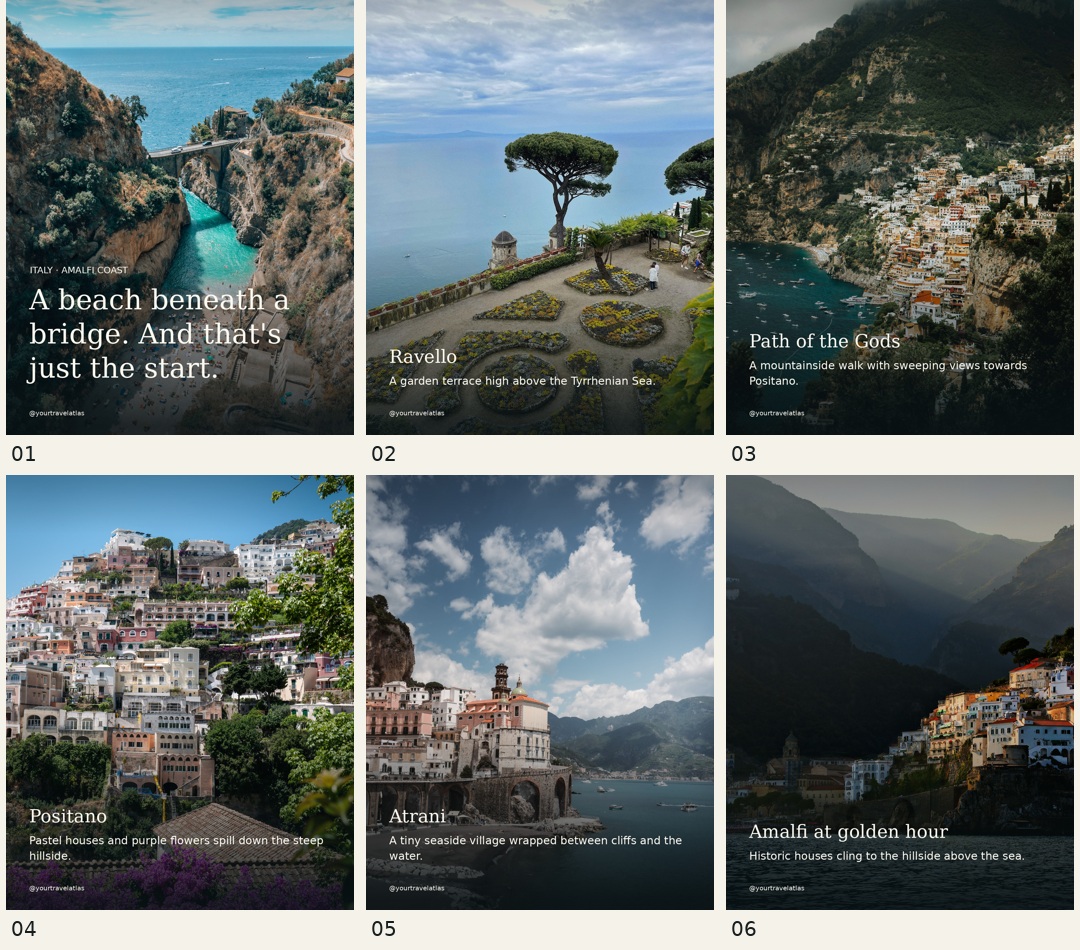 ITALY · AMALFI COAST
A beach beneath a
bridge. And that's
just the start.
@yourtravelatlas
01
Ravello
A garden terrace high above the Tyrrhenian Sea.
@yourtravelatlas
02
Path of the Gods
A mountainside walk with sweeping views towards
Positano.
@yourtravelatlas
03
Positano
Pastel houses and purple flowers spill down the steep
hillside.
@yourtravelatlas
04
Atrani
A tiny seaside village wrapped between cliffs and the
water.
@yourtravelatlas
05
Amalfi at golden hour
Historic houses cling to the hillside above the sea.
@yourtravelatlas
06